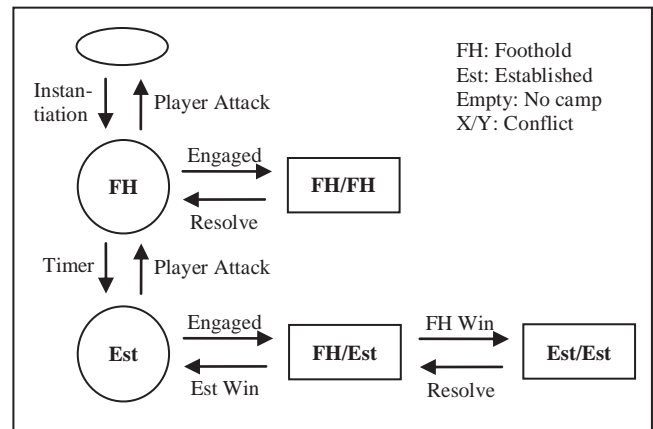 FH: Foothold
Est: Established
Empty: No camp
X/Y: Conflict
Instan-
tiation
Player Attack
FH
Engaged
FH/FH
Resolve
Timer
Player Attack
Est
Engaged
FH/Est
FH Win
Est/Est
Est Win
Resolve